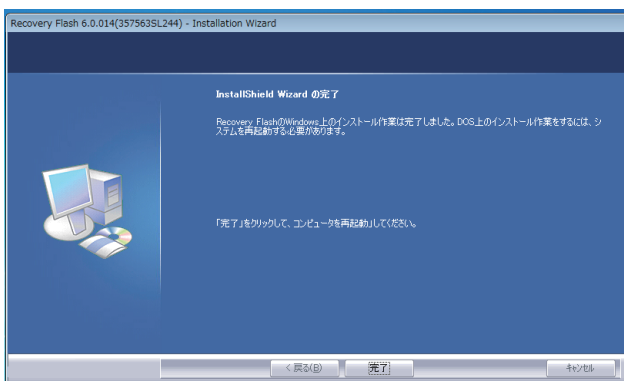 Recovery Flash 6.0.014(357563SL244) - Installation Wizard
InstallShield Wizard の完了
Recovery FlashのWindows上のインストール作業は完了しました。DOS上のインストール作業をするには、シ
ステムを再起動する必要があります。
「完了」をクリックして、コンピュータを再起動してください。
< 戻る(B)
完了
キャンセル